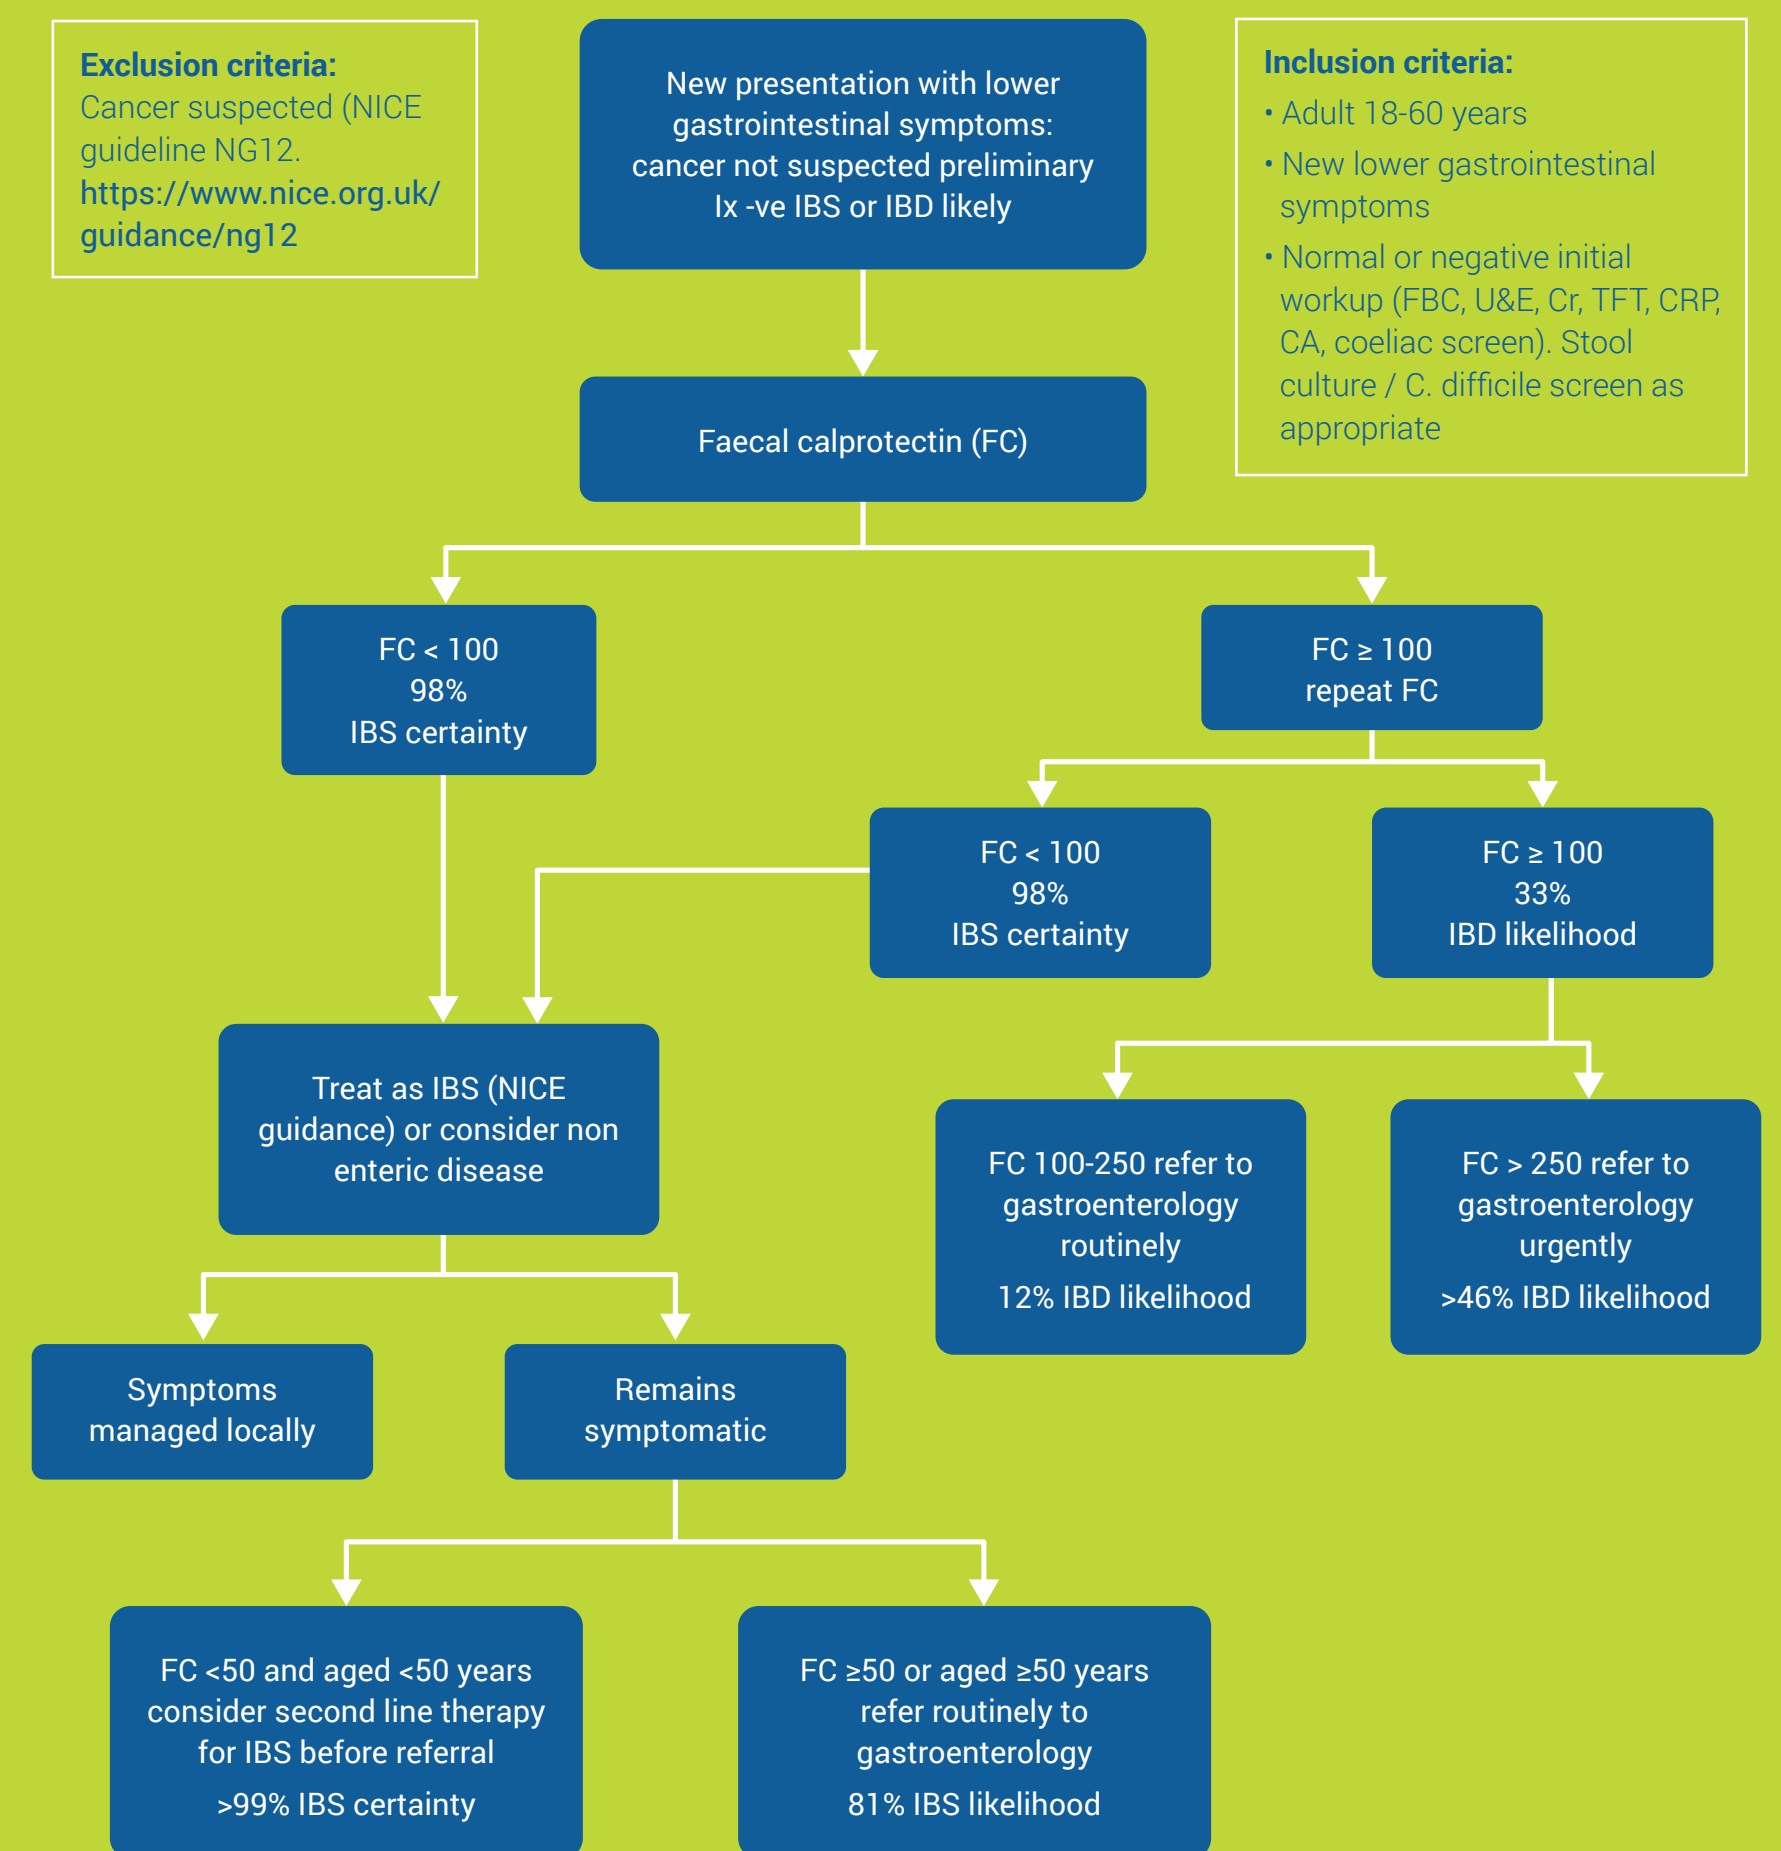 Exclusion criteria:
Cancer suspected (NICE
guideline NG12.
https://www.nice.org.uk/
guidance/ng12
New presentation with lower
gastrointestinal symptoms:
cancer not suspected preliminary
Ix -ve IBS or IBD likely
Inclusion criteria:
• Adult 18-60 years
• New lower gastrointestinal
symptoms
• Normal or negative initial
workup (FBC, U&E, Cr, TFT, CRP,
CA, coeliac screen). Stool
culture / C. difficile screen as
appropriate
Faecal calprotectin (FC)
FC < 100
98%
IBS certainty
FC ≥ 100
repeat FC
FC < 100
98%
IBS certainty
FC ≥ 100
33%
IBD likelihood
Treat as IBS (NICE
guidance) or consider non
enteric disease
FC 100-250 refer to
gastroenterology
routinely
12% IBD likelihood
FC > 250 refer to
gastroenterology
urgently
>46% IBD likelihood
Symptoms
managed locally
Remains
symptomatic
FC <50 and aged <50 years
consider second line therapy
for IBS before referral
>99% IBS certainty
FC ≥50 or aged ≥50 years
refer routinely to
gastroenterology
81% IBS likelihood